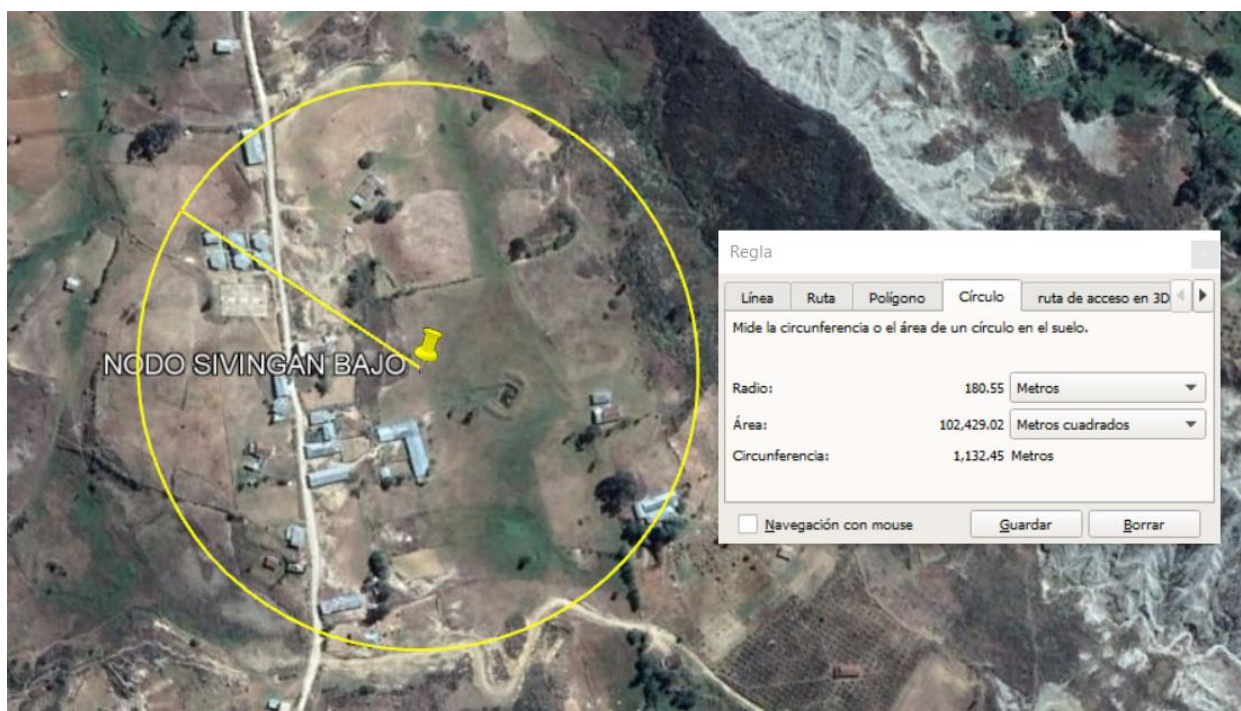 NODO SIVINGAN BAJO
Regla
Línea Ruta Polígono Círculo ruta de acceso en 3D
Mide la circunferencia o el área de un círculo en el suelo.
Radio: 180.55 Metros
Área: 102,429.02 Metros cuadrados
Circunferencia: 1,132.45 Metros
Navegación con mouse Guardar Borrar